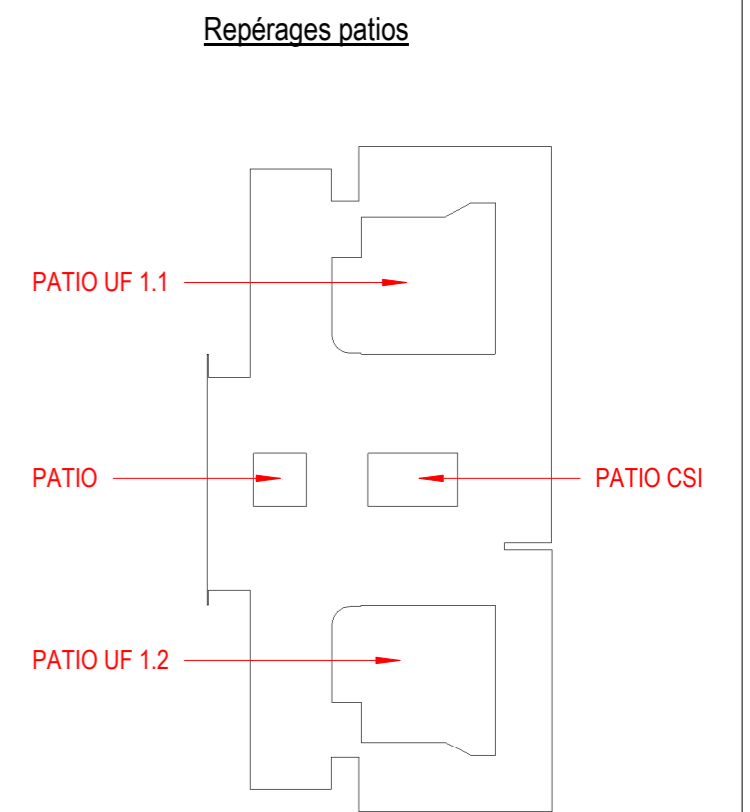 Repérages patios
PATIO UF 1.1
PATIO
PATIO CSI
PATIO UF 1.2